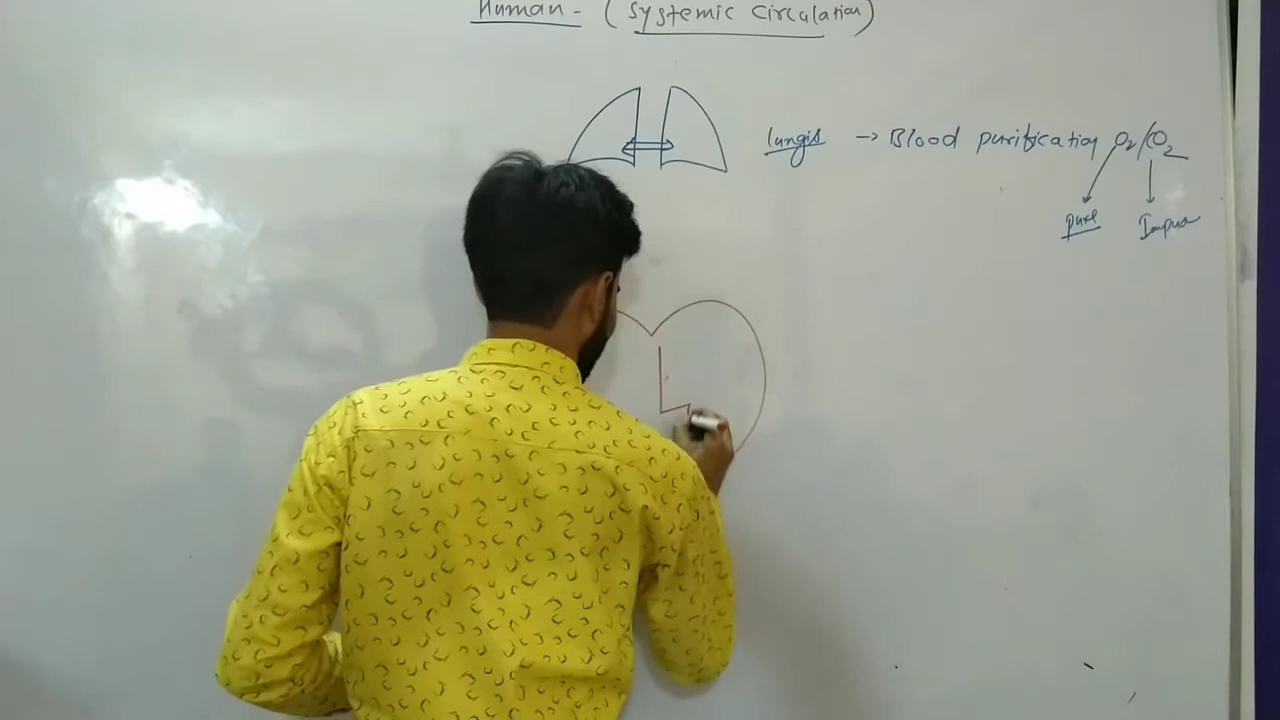 Human - (Systemic Circulation)
lungs → Blood purification O2/CO2
pure Impure